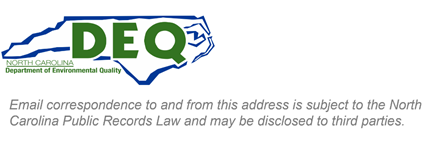 DEQ
NORTH CAROLINA
Department of Environmental Quality
Email correspondence to and from this address is subject to the North
Carolina Public Records Law and may be disclosed to third parties.